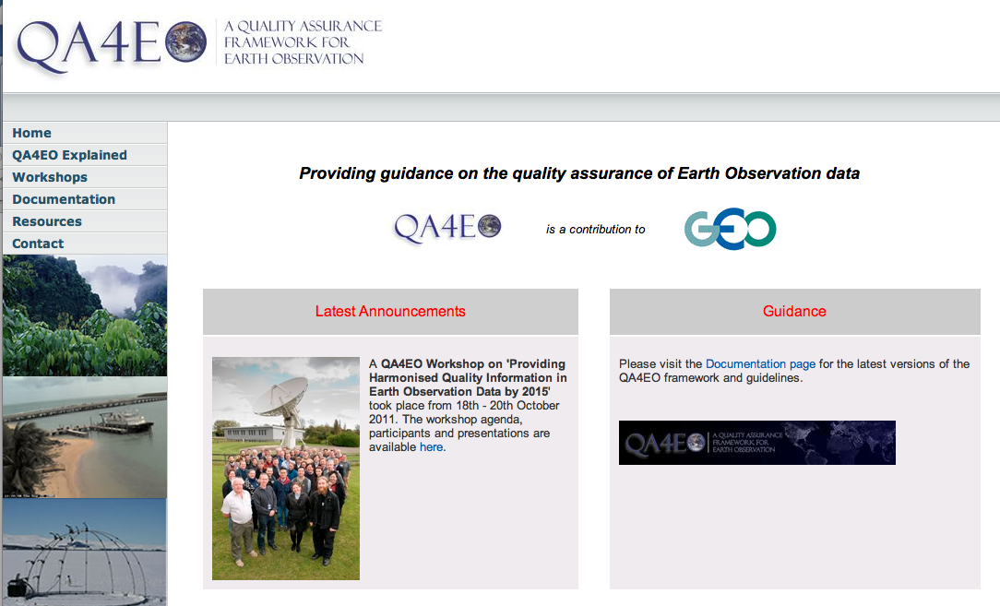 QA4EO
A QUALITY ASSURANCE
FRAMEWORK FOR
EARTH OBSERVATION
Home
QA4EO Explained
Workshops
Documentation
Resources
Contact
Providing guidance on the quality assurance of Earth Observation data
QA4EO is a contribution to GEO
Latest Announcements
A QA4EO Workshop on 'Providing
Harmonised Quality Information in
Earth Observation Data by 2015'
took place from 18th - 20th October
2011. The workshop agenda,
participants and presentations are
available here.
Guidance
Please visit the Documentation page for the latest versions of the
QA4EO framework and guidelines.
QA4EO
A QUALITY ASSURANCE
FRAMEWORK FOR
EARTH OBSERVATION